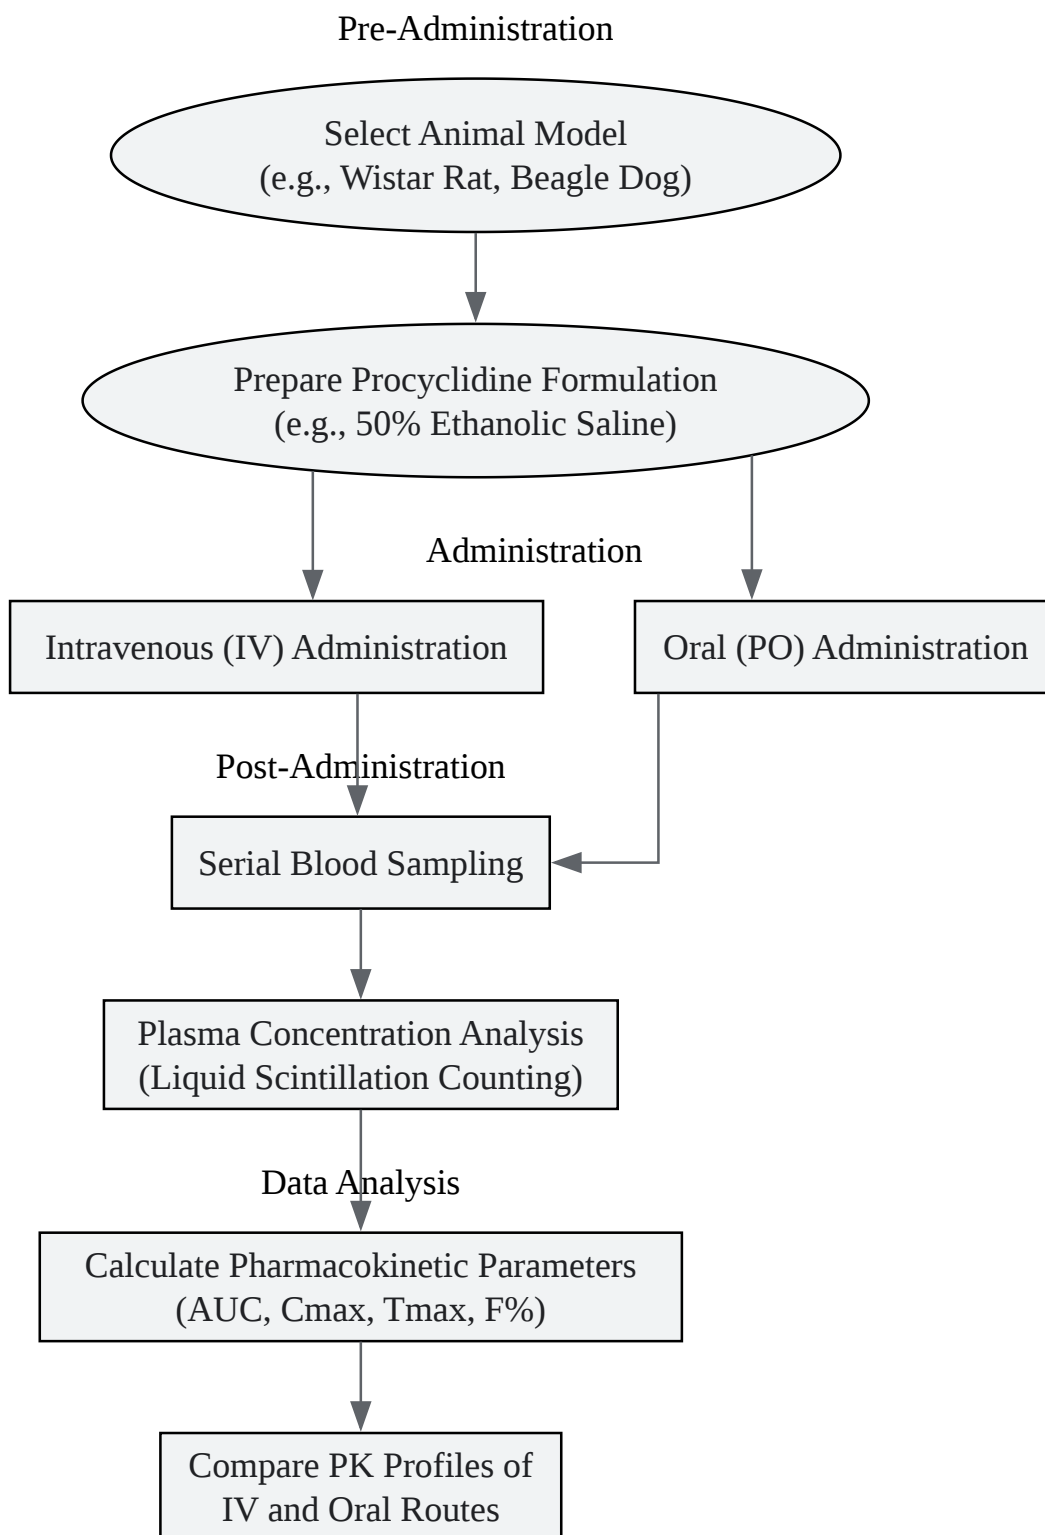 Pre-Administration
Select Animal Model
(e.g., Wistar Rat, Beagle Dog)
Prepare Procyclidine Formulation
(e.g., 50% Ethanolic Saline)
Administration
Intravenous (IV) Administration
Oral (PO) Administration
Post-Administration
Serial Blood Sampling
Plasma Concentration Analysis
(Liquid Scintillation Counting)
Data Analysis
Calculate Pharmacokinetic Parameters
(AUC, Cmax, Tmax, F%)
Compare PK Profiles of
IV and Oral Routes